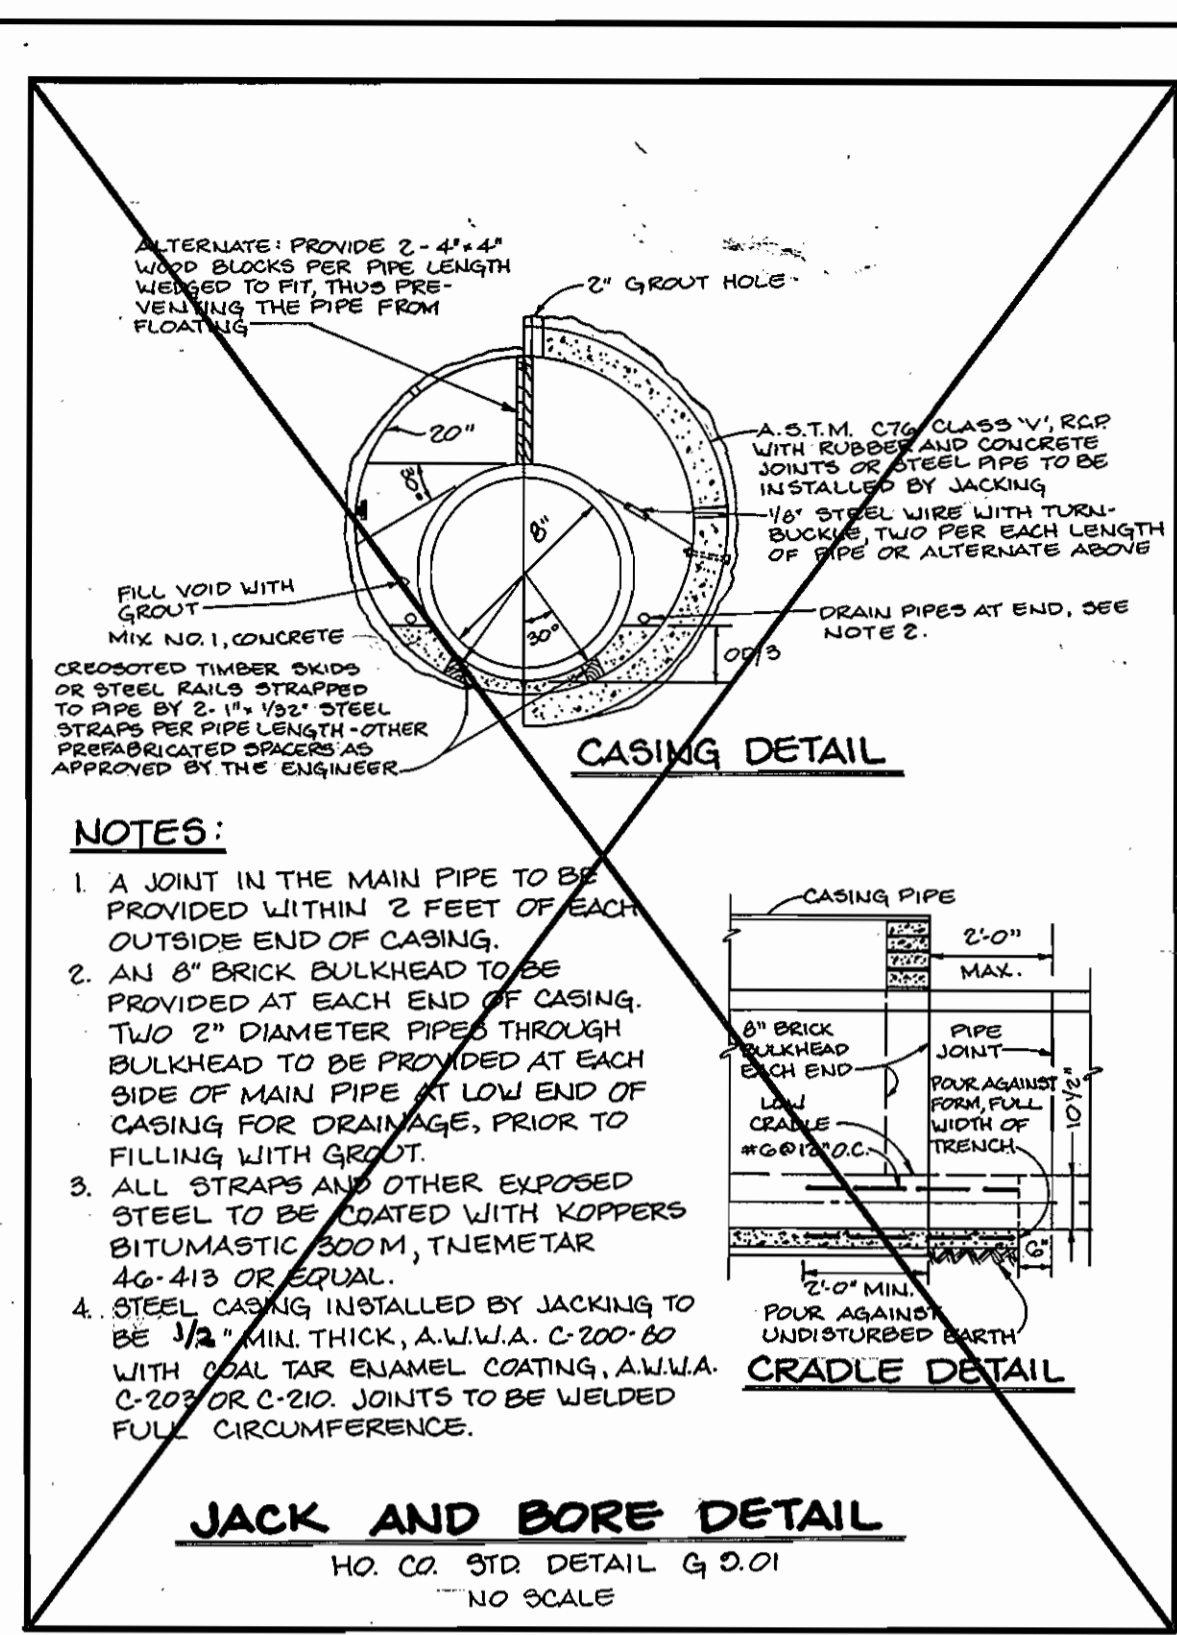 ALTERNATE: PROVIDE 2-4"x4"
WOOD BLOCKS PER PIPE LENGTH
WEDGED TO FIT, THUS PRE-
VENTING THE PIPE FROM
FLOATING
2" GROUT HOLE
20"
30°
8"
30°
A.S.T.M. C76, CLASS 'V', R.C.P.
WITH RUBBER AND CONCRETE
JOINTS OR STEEL PIPE TO BE
INSTALLED BY JACKING
1/8" STEEL WIRE WITH TURN-
BUCKLE, TWO PER EACH LENGTH
OF PIPE OR ALTERNATE ABOVE
FILL VOID WITH
GROUT
MIX NO. 1, CONCRETE
DRAIN PIPES AT END, SEE
NOTE 2.
OD/3
CREOSOTED TIMBER SKIDS
OR STEEL RAILS STRAPPED
TO PIPE BY 2-1"x 1/32" STEEL
STRAPS PER PIPE LENGTH-OTHER
PREFABRICATED SPACERS AS
APPROVED BY THE ENGINEER
CASING DETAIL
NOTES:
1. A JOINT IN THE MAIN PIPE TO BE
PROVIDED WITHIN 2 FEET OF EACH
OUTSIDE END OF CASING.
2. AN 8" BRICK BULKHEAD TO BE
PROVIDED AT EACH END OF CASING.
TWO 2" DIAMETER PIPES THROUGH
BULKHEAD TO BE PROVIDED AT EACH
SIDE OF MAIN PIPE AT LOW END OF
CASING FOR DRAINAGE, PRIOR TO
FILLING WITH GROUT.
3. ALL STRAPS AND OTHER EXPOSED
STEEL TO BE COATED WITH KOPPERS
BITUMASTIC 300M, TNEMETAR
46-413 OR EQUAL.
4. STEEL CASING INSTALLED BY JACKING TO
BE 1/2" MIN. THICK, A.W.W.A. C-200-80
WITH COAL TAR ENAMEL COATING, A.W.W.A.
C-203 OR C-210. JOINTS TO BE WELDED
FULL CIRCUMFERENCE.
CASING PIPE
2'-0"
MAX.
8" BRICK
BULKHEAD
EACH END
PIPE
JOINT
LOW
CRADLE
#6@12"O.C.
POUR AGAINST
FORM, FULL
WIDTH OF
TRENCH
6"
2'-0" MIN.
POUR AGAINST
UNDISTURBED EARTH
CRADLE DETAIL
JACK AND BORE DETAIL
HO. CO. STD. DETAIL G 5.01
NO SCALE